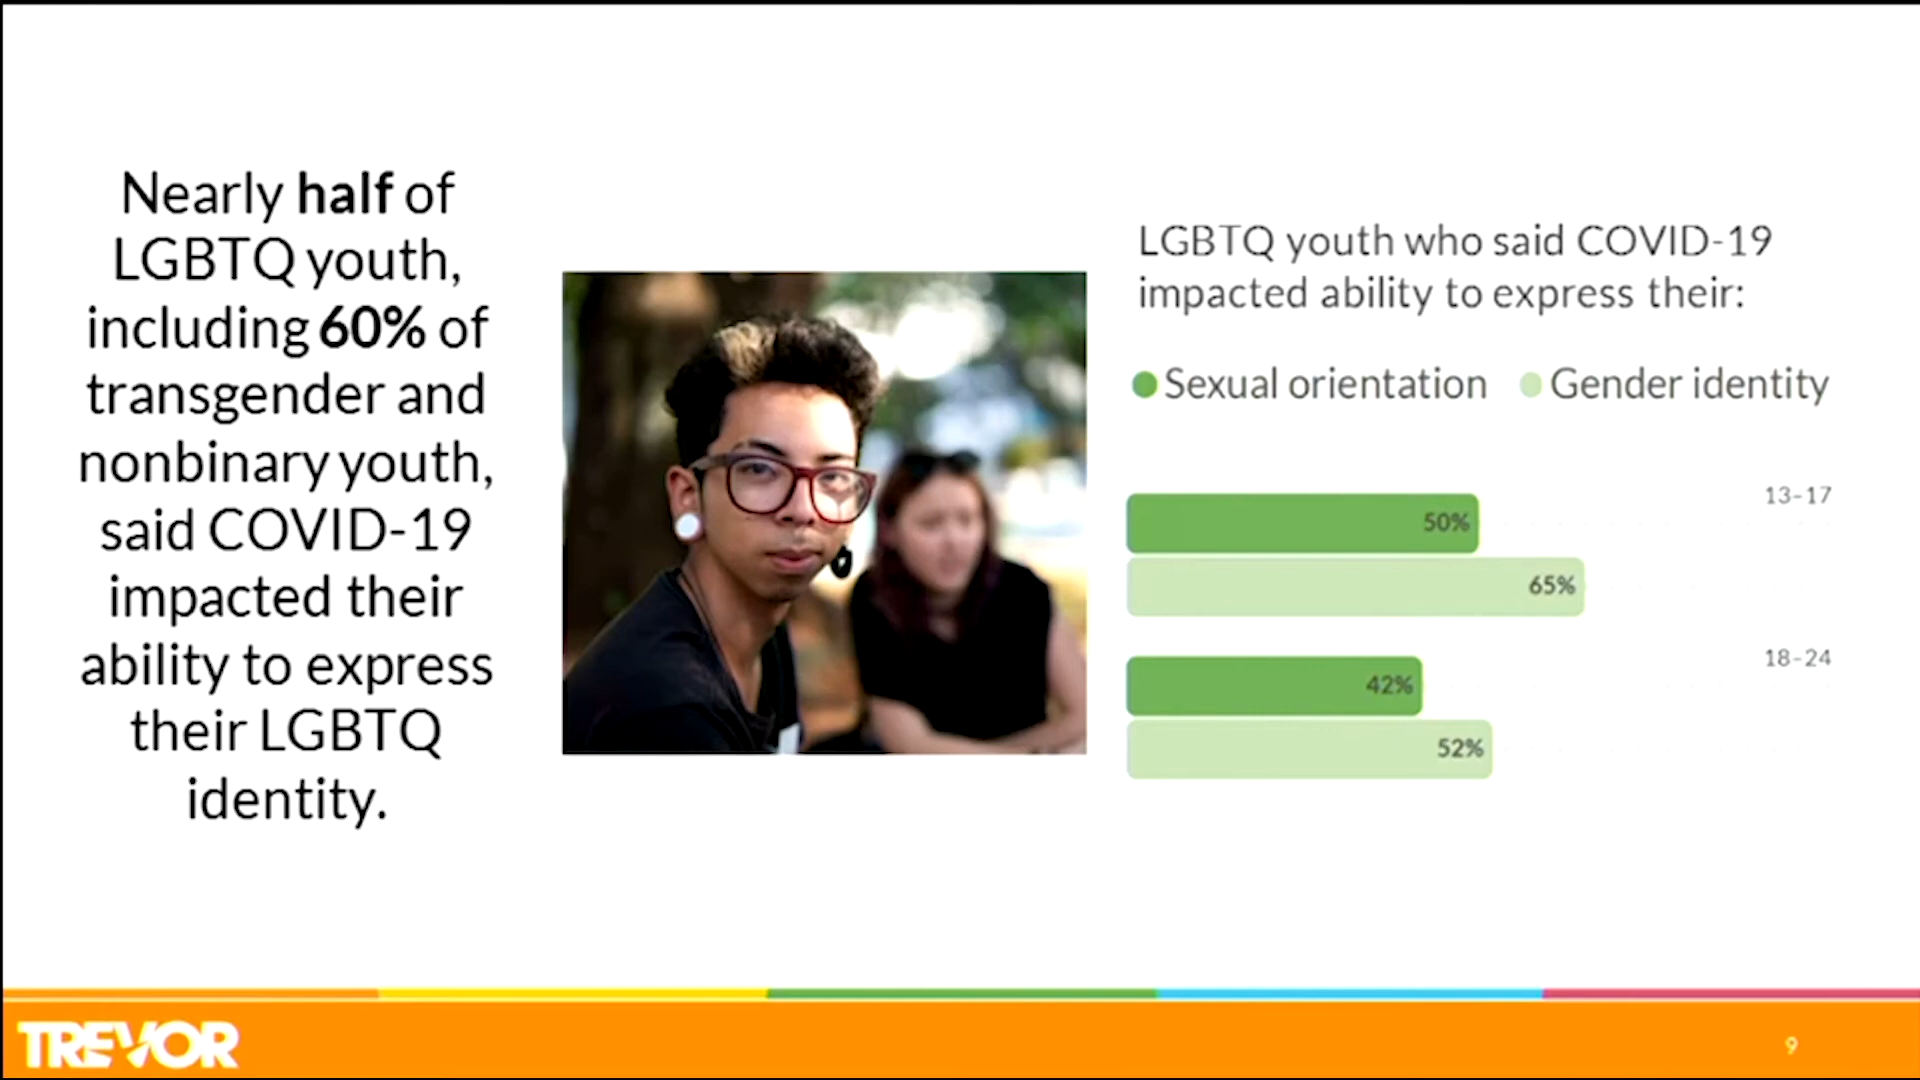 Nearly half of
LGBTQ youth,
including 60% of
transgender and
nonbinary youth,
said COVID-19
impacted their
ability to express
their LGBTQ
identity.
LGBTQ youth who said COVID-19
impacted ability to express their:
Sexual orientation Gender identity
13-17
50%
65%
18-24
42%
52%
TREVOR
9